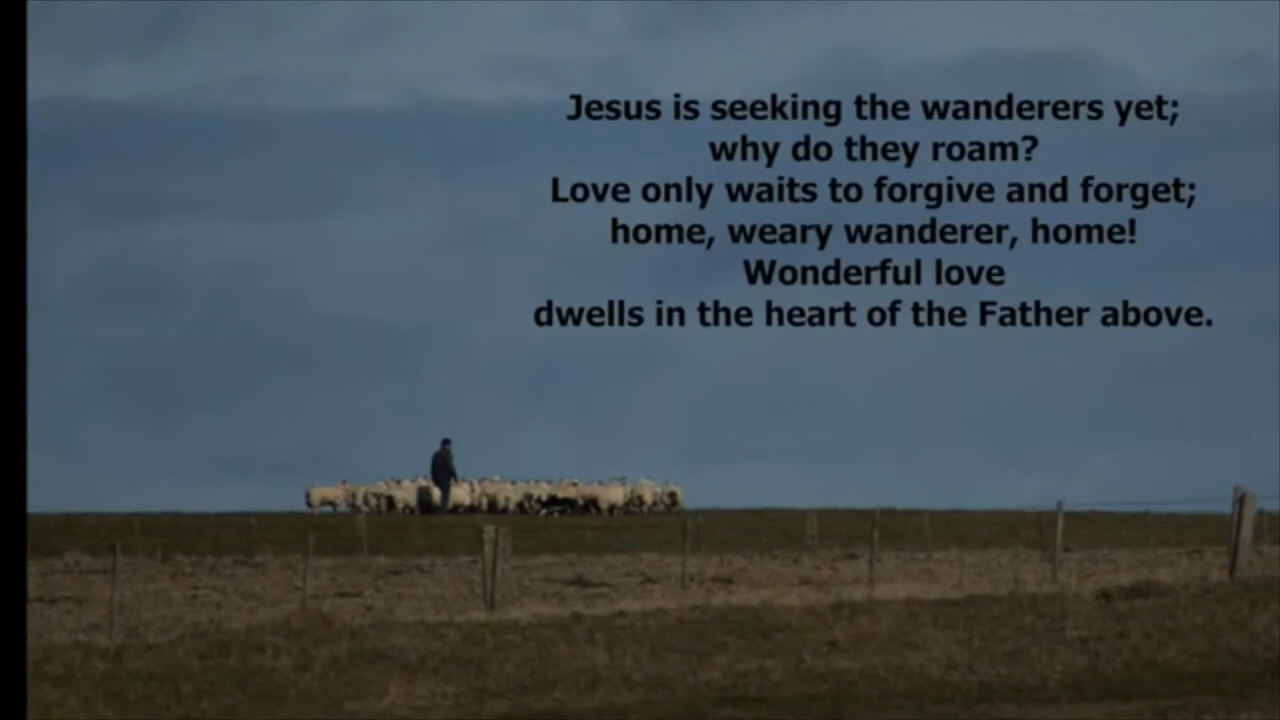 Jesus is seeking the wanderers yet;
why do they roam?
Love only waits to forgive and forget;
home, weary wanderer, home!
Wonderful love
dwells in the heart of the Father above.